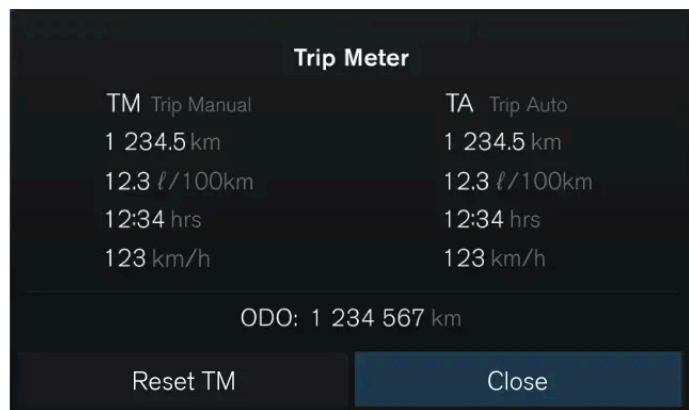 Trip Meter
TM Trip Manual
1 234.5 km
12.3 ℓ/100km
12:34 hrs
123 km/h
TA Trip Auto
1 234.5 km
12.3 ℓ/100km
12:34 hrs
123 km/h
ODO: 1 234 567 km
Reset TM
Close